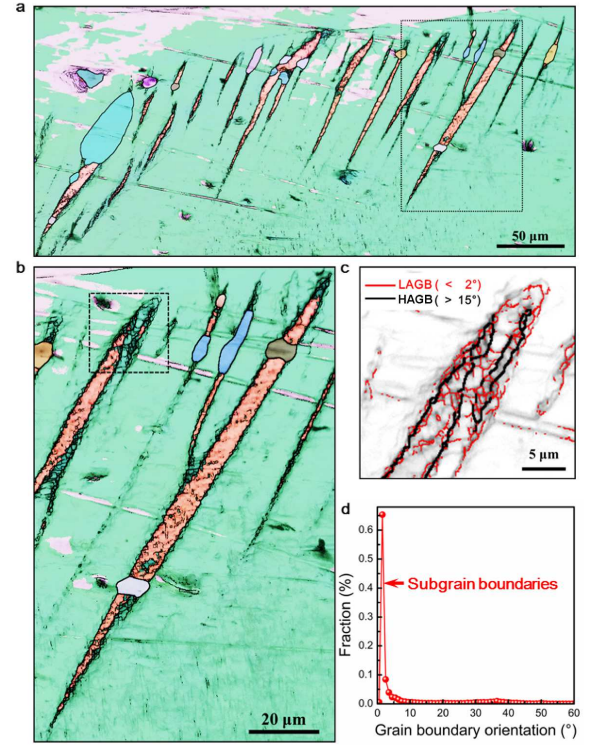 a
50 μm
b
20 μm
c
LAGB ( < 2°)
HAGB ( > 15°)
5 μm
d
Fraction (%)
0.6
0.5
0.4
0.3
0.2
0.1
0.0
Subgrain boundaries
0 10 20 30 40 50 60
Grain boundary orientation (°)